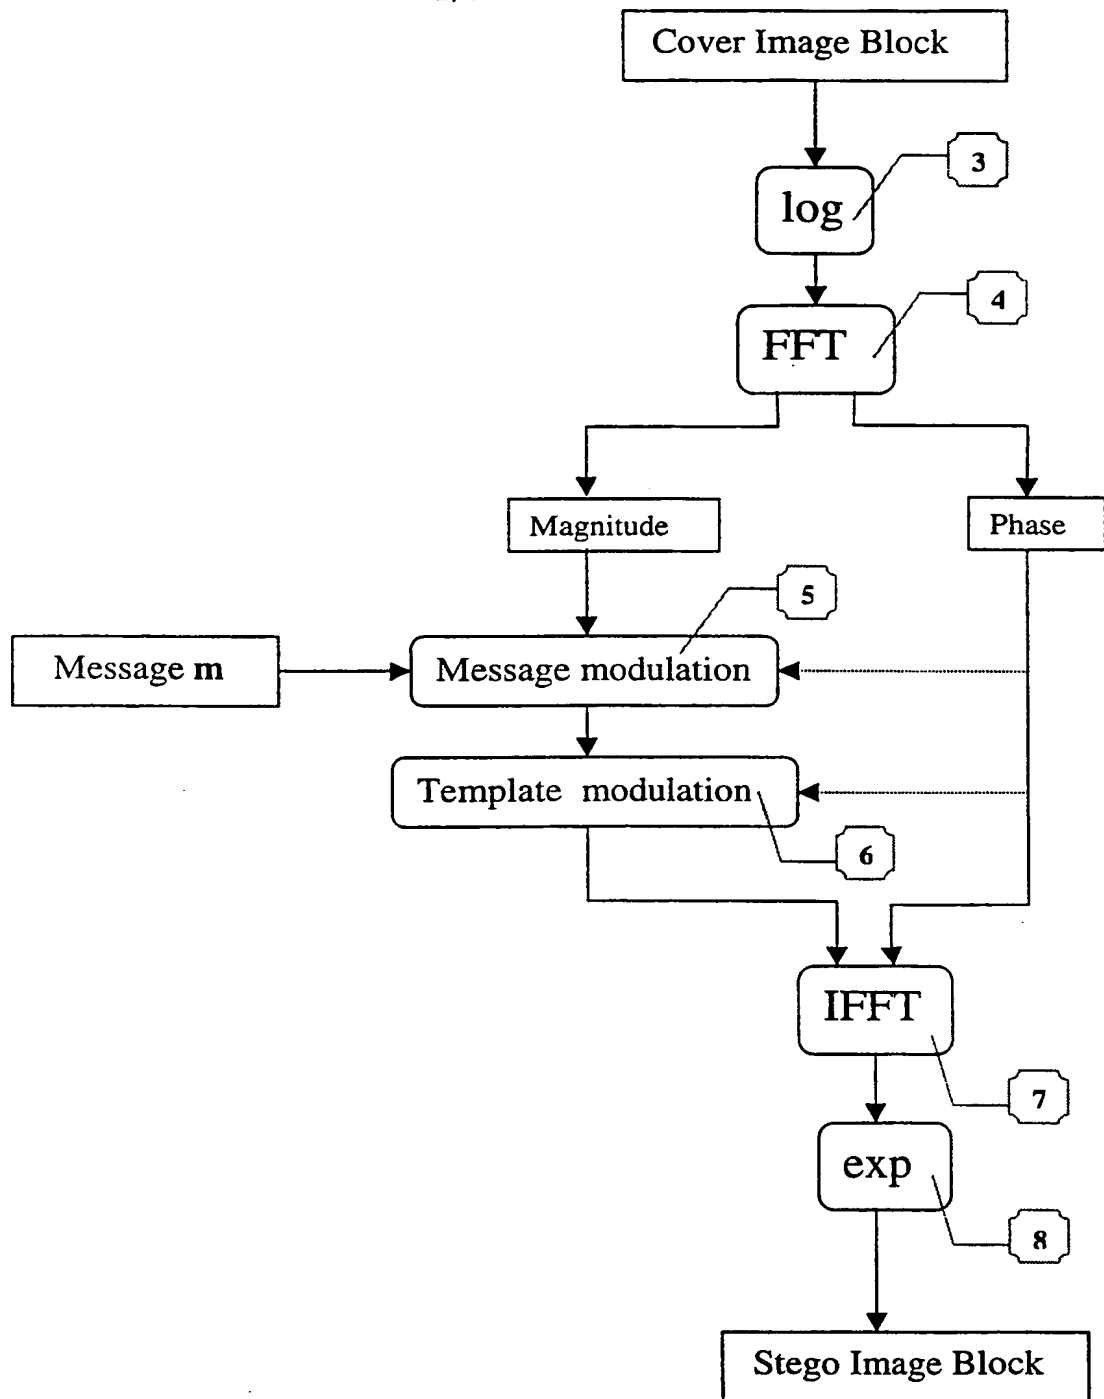 Cover Image Block
3
log
4
FFT
Magnitude
Phase
5
Message m
Message modulation
Template modulation
6
IFFT
7
exp
8
Stego Image Block